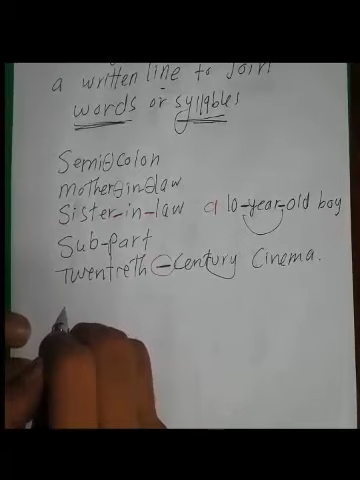 a written line to join
words or syllables
Semi-colon
mother-in-law
Sister-in-law a 10-year-old boy
Sub-part
Twentreth-century Cinema.